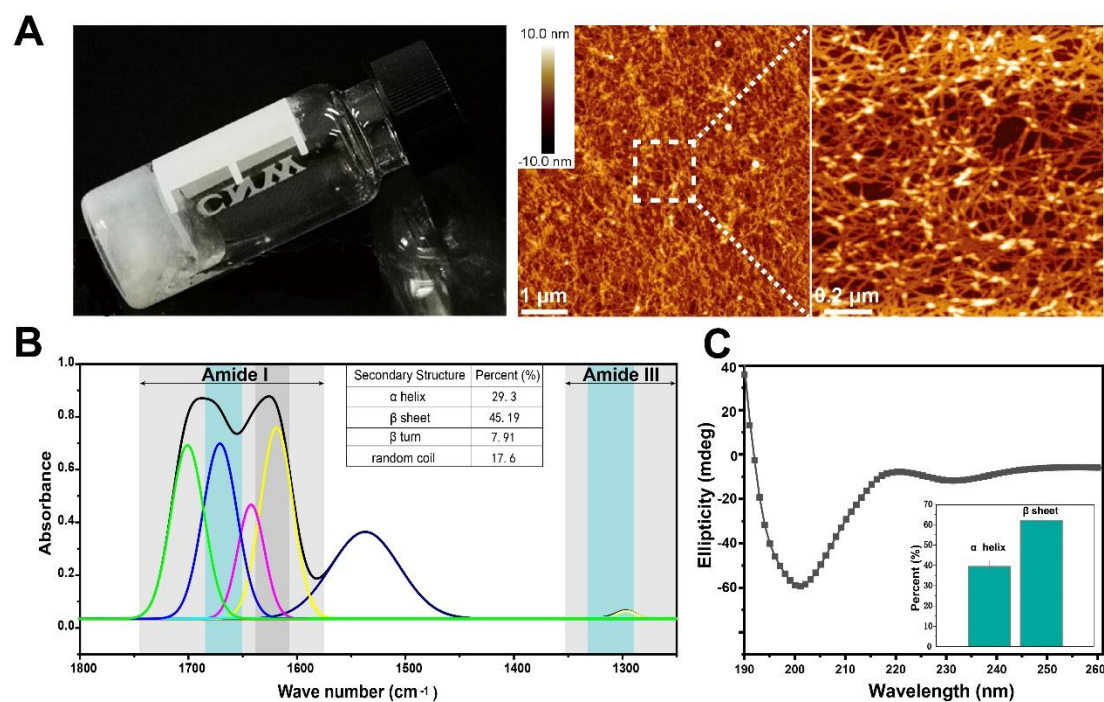 A
CNM
10.0 nm
-10.0 nm
1 μm
0.2 μm
B
Amide I
Amide III
Secondary Structure Percent (%)
α helix 29. 3
β sheet 45.19
β turn 7. 91
random coil 17. 6
Absorbance
1.0
0.8
0.6
0.4
0.2
0.0
1800 1700 1600 1500 1400 1300
Wave number (cm⁻¹)
C
Ellipticity (mdeg)
40
20
0
-20
-40
-60
190 200 210 220 230 240 250 260
Wavelength (nm)
Percent (%)
70
60
50
40
30
20
10
0
α helix
β sheet